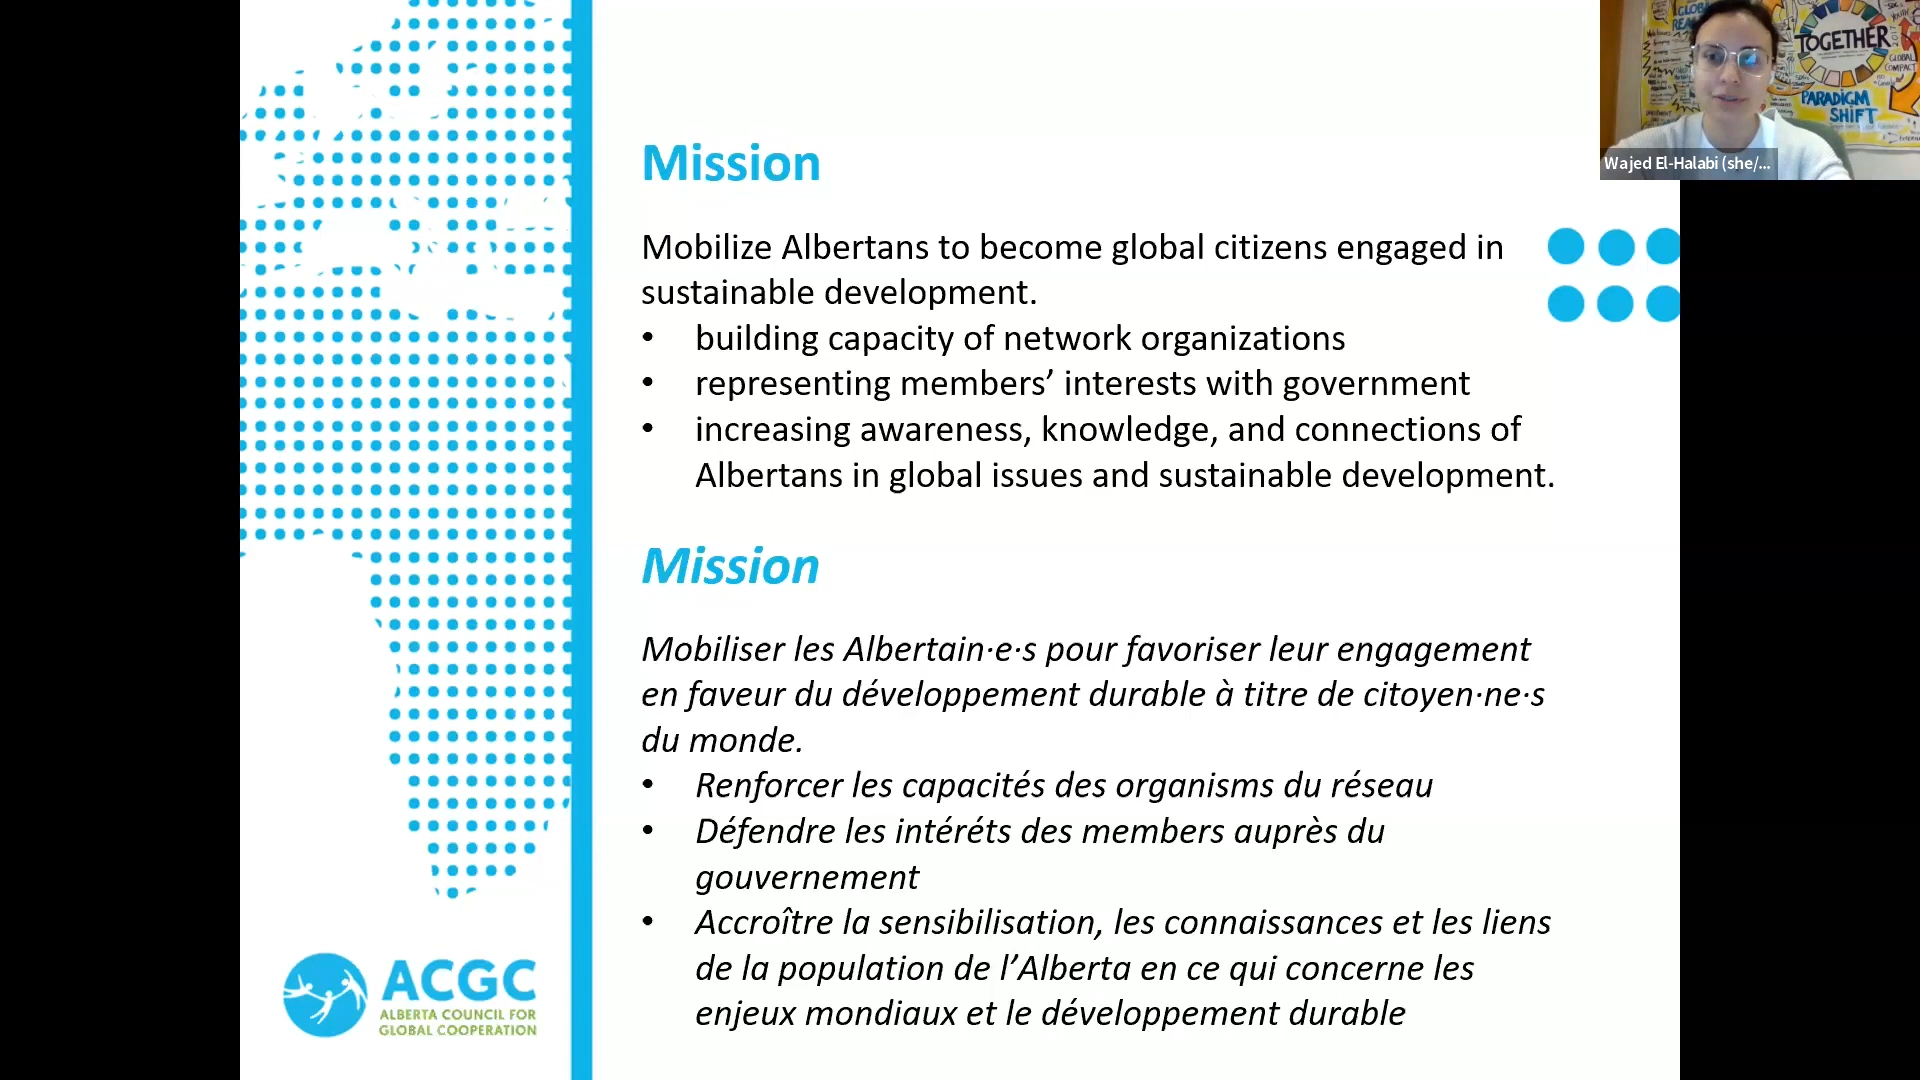 Mission
Mobilize Albertans to become global citizens engaged in
sustainable development.
• building capacity of network organizations
• representing members’ interests with government
• increasing awareness, knowledge, and connections of
Albertans in global issues and sustainable development.
Mission
Mobiliser les Albertain·e·s pour favoriser leur engagement
en faveur du développement durable à titre de citoyen·ne·s
du monde.
• Renforcer les capacités des organisms du réseau
• Défendre les intéréts des members auprès du
gouvernement
• Accroître la sensibilisation, les connaissances et les liens
de la population de l’Alberta en ce qui concerne les
enjeux mondiaux et le développement durable
ACGC
ALBERTA COUNCIL FOR
GLOBAL COOPERATION
TOGETHER
GLOBAL
COMPACT
PARADIGM
SHIFT
Wajed El-Halabi (she/...